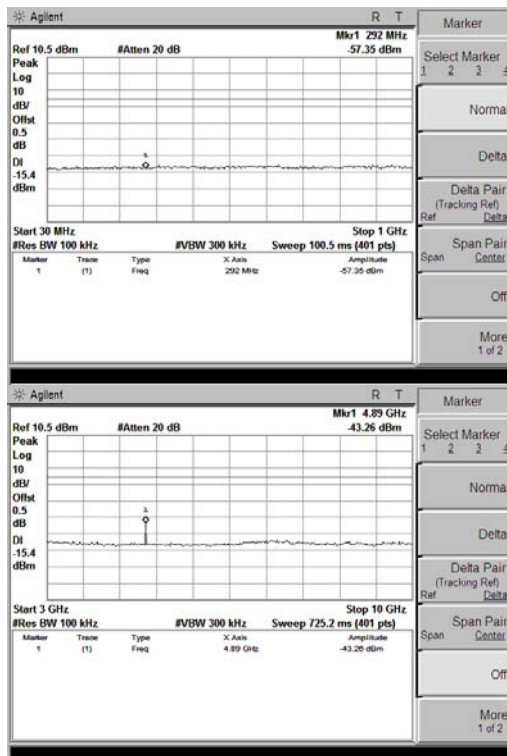 Agilent R T
Mkr1 292 MHz
Ref 10.5 dBm #Atten 20 dB -57.35 dBm
Peak
Log
10
dB/
Offst
0.5
dB
DI
-15.4
dBm
Start 30 MHz Stop 1 GHz
#Res BW 100 kHz #VBW 300 kHz Sweep 100.5 ms (401 pts)
Marker Trace Type X Axis Amplitude
1 (1) Freq 292 MHz -57.35 dBm
Marker
Select Marker
1 2 3 4
Norma
Delta
Delta Pair
(Tracking Ref)
Ref Delta
Span Pair
Span Center
Off
More
1 of 2
Agilent R T
Mkr1 4.89 GHz
Ref 10.5 dBm #Atten 20 dB -43.26 dBm
Peak
Log
10
dB/
Offst
0.5
dB
DI
-15.4
dBm
Start 3 GHz Stop 10 GHz
#Res BW 100 kHz #VBW 300 kHz Sweep 725.2 ms (401 pts)
Marker Trace Type X Axis Amplitude
1 (1) Freq 4.89 GHz -43.26 dBm
Marker
Select Marker
1 2 3 4
Norma
Delta
Delta Pair
(Tracking Ref)
Ref Delta
Span Pair
Span Center
Off
More
1 of 2